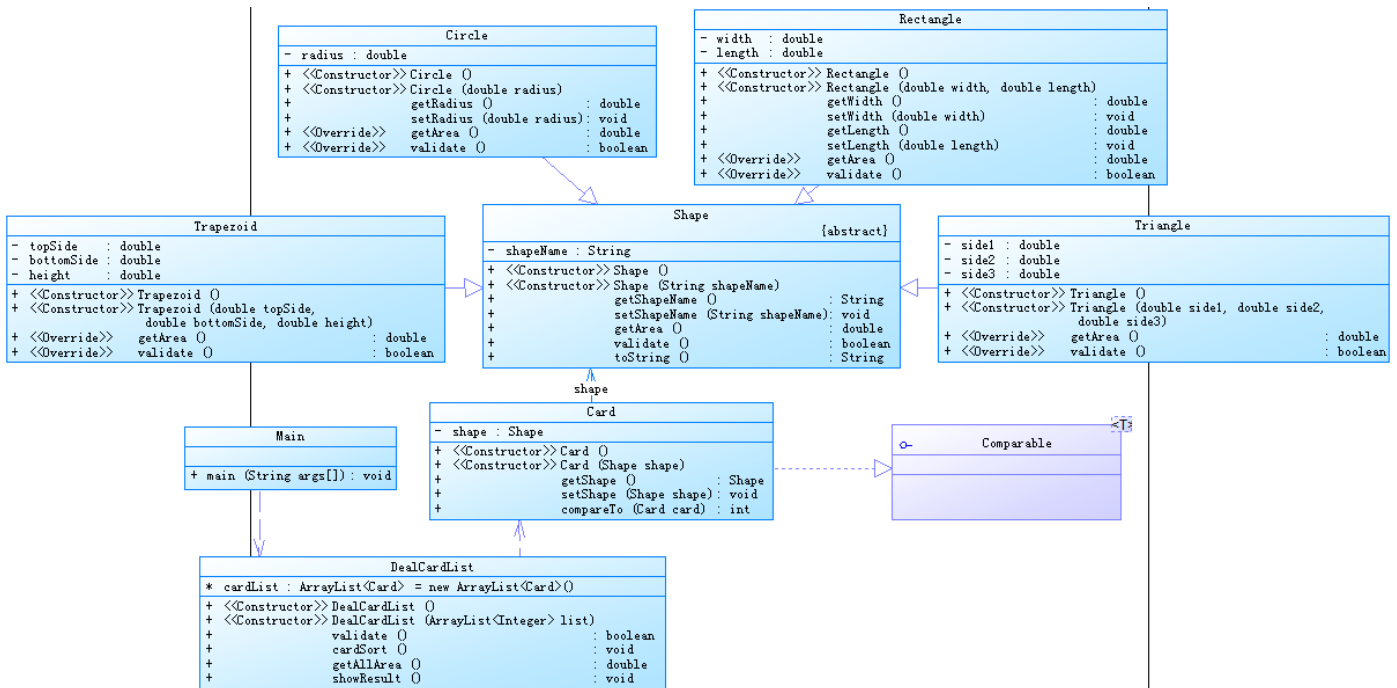 Circle
- radius : double
+ <<Constructor>> Circle ()
+ <<Constructor>> Circle (double radius)
+ getRadius () : double
+ setRadius (double radius) : void
+ <<Override>> getArea () : double
+ <<Override>> validate () : boolean
Rectangle
- width : double
- length : double
+ <<Constructor>> Rectangle ()
+ <<Constructor>> Rectangle (double width, double length)
+ getWidth () : double
+ setWidth (double width) : void
+ getLength () : double
+ setLength (double length) : void
+ <<Override>> getArea () : double
+ <<Override>> validate () : boolean
Trapezoid
- topSide : double
- bottomSide : double
- height : double
+ <<Constructor>> Trapezoid ()
+ <<Constructor>> Trapezoid (double topSide,
double bottomSide, double height)
+ <<Override>> getArea () : double
+ <<Override>> validate () : boolean
Shape
{abstract}
- shapeName : String
+ <<Constructor>> Shape ()
+ <<Constructor>> Shape (String shapeName)
+ getShapeName () : String
+ setShapeName (String shapeName) : void
+ getArea () : double
+ validate () : boolean
+ toString () : String
Triangle
- side1 : double
- side2 : double
- side3 : double
+ <<Constructor>> Triangle ()
+ <<Constructor>> Triangle (double side1, double side2,
double side3)
+ <<Override>> getArea () : double
+ <<Override>> validate () : boolean
shape
Card
- shape : Shape
+ <<Constructor>> Card ()
+ <<Constructor>> Card (Shape shape)
+ getShape () : Shape
+ setShape (Shape shape) : void
+ compareTo (Card card) : int
<T>
Comparable
Main
+ main (String args[]) : void
DealCardList
* cardList : ArrayList<Card> = new ArrayList<Card>()
+ <<Constructor>> DealCardList ()
+ <<Constructor>> DealCardList (ArrayList<Integer> list)
+ validate () : boolean
+ cardSort () : void
+ getAllArea () : double
+ showResult () : void